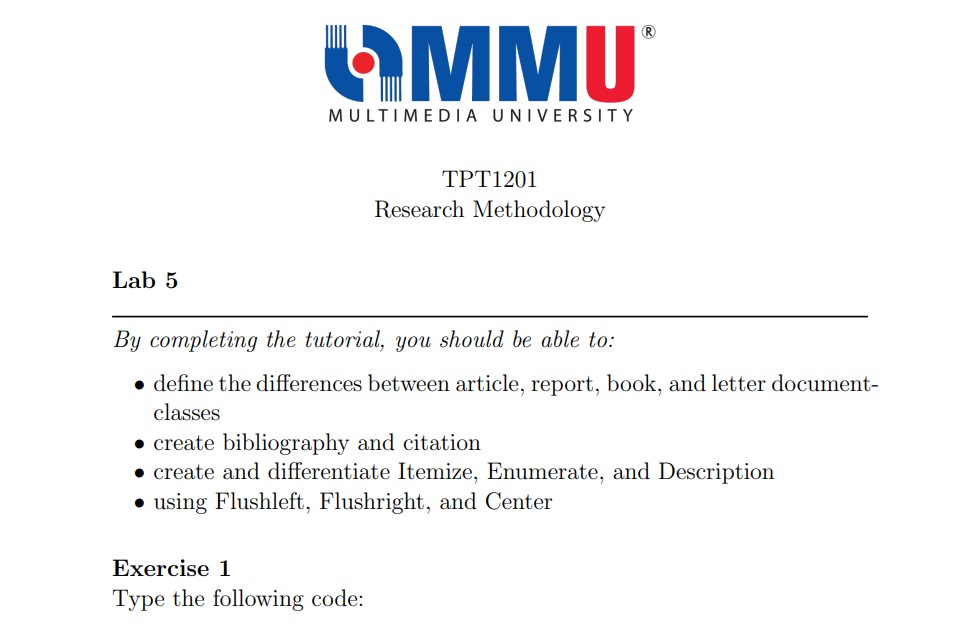 MMU®
MULTIMEDIA UNIVERSITY
TPT1201
Research Methodology
Lab 5
By completing the tutorial, you should be able to:
• define the differences between article, report, book, and letter document-
classes
• create bibliography and citation
• create and differentiate Itemize, Enumerate, and Description
• using Flushleft, Flushright, and Center
Exercise 1
Type the following code: